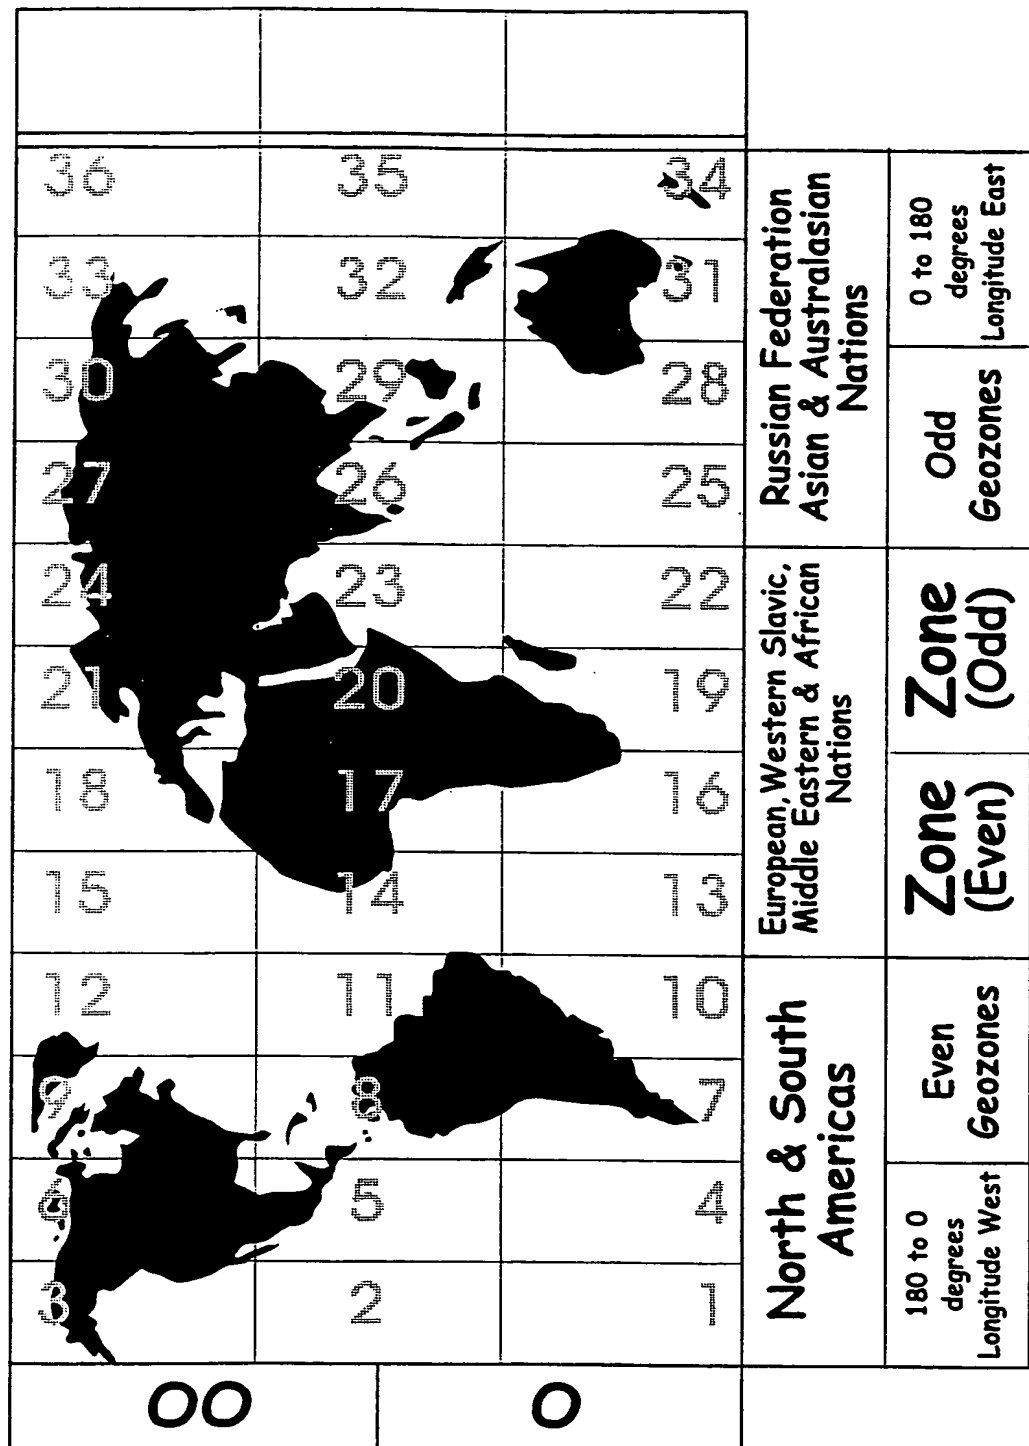 36 35 34
33 32 31
30 29 28
27 26 25
24 23 22
21 20 19
18 17 16
15 14 13
12 11 10
9 8 7
6 5 4
3 2 1
00 0
North & South
Americas
European, Western Slavic,
Middle Eastern & African
Nations
Russian Federation
Asian & Australasian
Nations
180 to 0
degrees
Longitude West
Even
Geozones
Zone
(Even)
Zone
(Odd)
Odd
Geozones
0 to 180
degrees
Longitude East